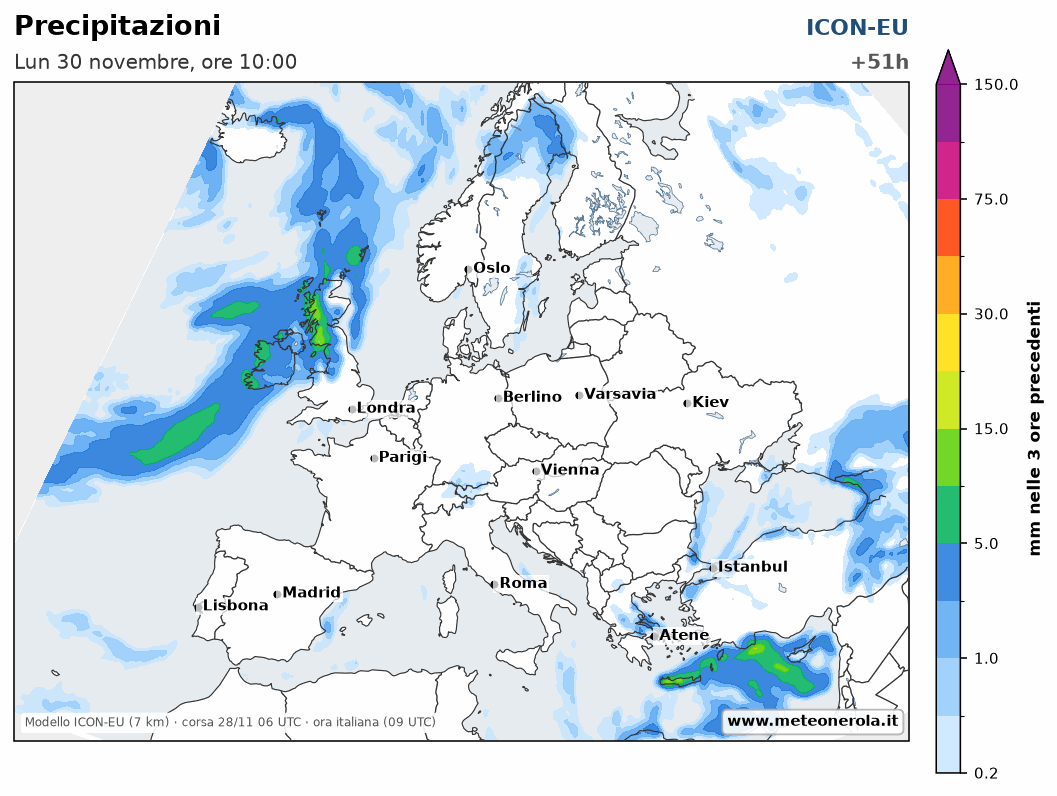 Precipitazioni
ICON-EU
Lun 30 novembre, ore 10:00
+51h
150.0
75.0
30.0
15.0
5.0
1.0
0.2
mm nelle 3 ore precedenti
Oslo
Berlino
Varsavia
Kiev
Londra
Parigi
Vienna
Istanbul
Roma
Madrid
Lisbona
Atene
Modello ICON-EU (7 km) · corsa 28/11 06 UTC · ora italiana (09 UTC)
www.meteonerola.it